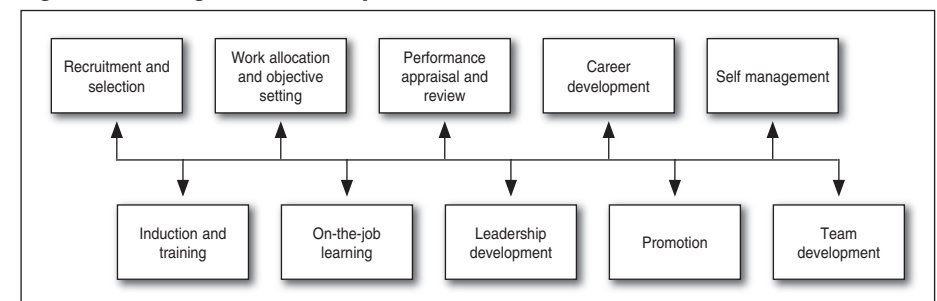 Recruitment and
selection
Work allocation
and objective
setting
Performance
appraisal and
review
Career
development
Self management
Induction and
training
On-the-job
learning
Leadership
development
Promotion
Team
development